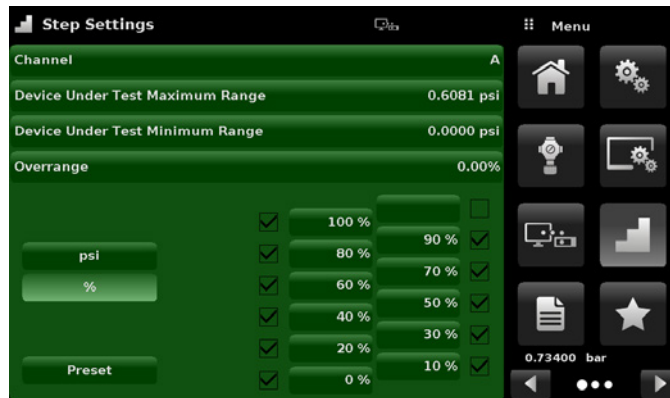 Step Settings
Menu
Channel A
Device Under Test Maximum Range 0.6081 psi
Device Under Test Minimum Range 0.0000 psi
Overrange 0.00%
100 %
90 %
psi
80 %
70 %
%
60 %
50 %
40 %
30 %
20 %
10 %
Preset
0 %
0.73400 bar